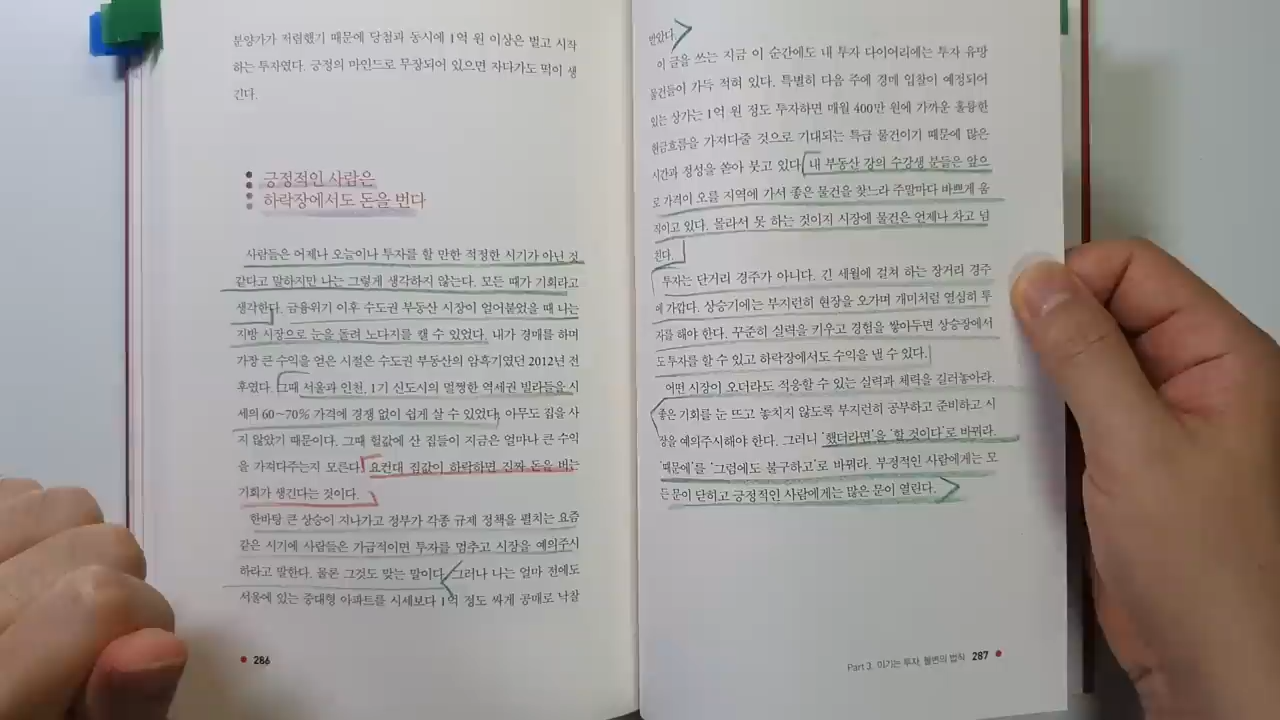 분양가가 저렴했기 때문에 당첨과 동시에 1억 원 이상은 벌고 시작
하는 투자였다. 긍정의 마인드로 무장되어 있으면 자다가도 떡이 생
긴다.
긍정적인 사람은
하락장에서도 돈을 번다
사람들은 어제나 오늘이나 투자를 할 만한 적정한 시기가 아닌 것
같다고 말하지만 나는 그렇게 생각하지 않는다. 모든 때가 기회라고
생각한다. 금융위기 이후 수도권 부동산 시장이 얼어붙었을 때 나는
지방 시장으로 눈을 돌려 노다지를 캘 수 있었다. 내가 경매를 하며
가장 큰 수익을 얻은 시절은 수도권 부동산의 암흑기였던 2012년 전
후였다. 그때 서울과 인천, 1기 신도시의 멀쩡한 역세권 빌라들을 시
세의 60~70% 가격에 경쟁 없이 쉽게 살 수 있었다. 아무도 집을 사
지 않았기 때문이다. 그때 헐값에 산 집들이 지금은 얼마나 큰 수익
을 가져다주는지 모른다. 요컨대 집값이 하락하면 진짜 돈을 버는
기회가 생긴다는 것이다.
한바탕 큰 상승이 지나가고 정부가 각종 규제 정책을 펼치는 요즘
같은 시기에 사람들은 가급적이면 투자를 멈추고 시장을 예의주시
하라고 말한다. 물론 그것도 맞는 말이다. 그러나 나는 얼마 전에도
서울에 있는 중대형 아파트를 시세보다 1억 정도 싸게 공매로 낙찰
286
받았다.
이 글을 쓰는 지금 이 순간에도 내 투자 다이어리에는 투자 유망
물건들이 가득 적혀 있다. 특별히 다음 주에 경매 입찰이 예정되어
있는 상가는 1억 원 정도 투자하면 매월 400만 원에 가까운 훌륭한
현금흐름을 가져다줄 것으로 기대되는 특급 물건이기 때문에 많은
시간과 정성을 쏟아 붓고 있다. 내 부동산 강의 수강생 분들은 앞으
로 가격이 오를 지역에 가서 좋은 물건을 찾느라 주말마다 바쁘게 움
직이고 있다. 몰라서 못 하는 것이지 시장에 물건은 언제나 차고 넘
친다.
투자는 단거리 경주가 아니다. 긴 세월에 걸쳐 하는 장거리 경주
에 가깝다. 상승기에는 부지런히 현장을 오가며 개미처럼 열심히 투
자를 해야 한다. 꾸준히 실력을 키우고 경험을 쌓아두면 상승장에서
도 투자를 할 수 있고 하락장에서도 수익을 낼 수 있다.
어떤 시장이 오더라도 적응할 수 있는 실력과 체력을 길러놓아라.
좋은 기회를 눈 뜨고 놓치지 않도록 부지런히 공부하고 준비하고 시
장을 예의주시해야 한다. 그러니 '했더라면'을 '할 것이다'로 바꿔라.
'때문에'를 '그럼에도 불구하고'로 바꿔라. 부정적인 사람에게는 모
든 문이 닫히고 긍정적인 사람에게는 많은 문이 열린다.
Part 3. 이기는 투자, 불변의 법칙 287